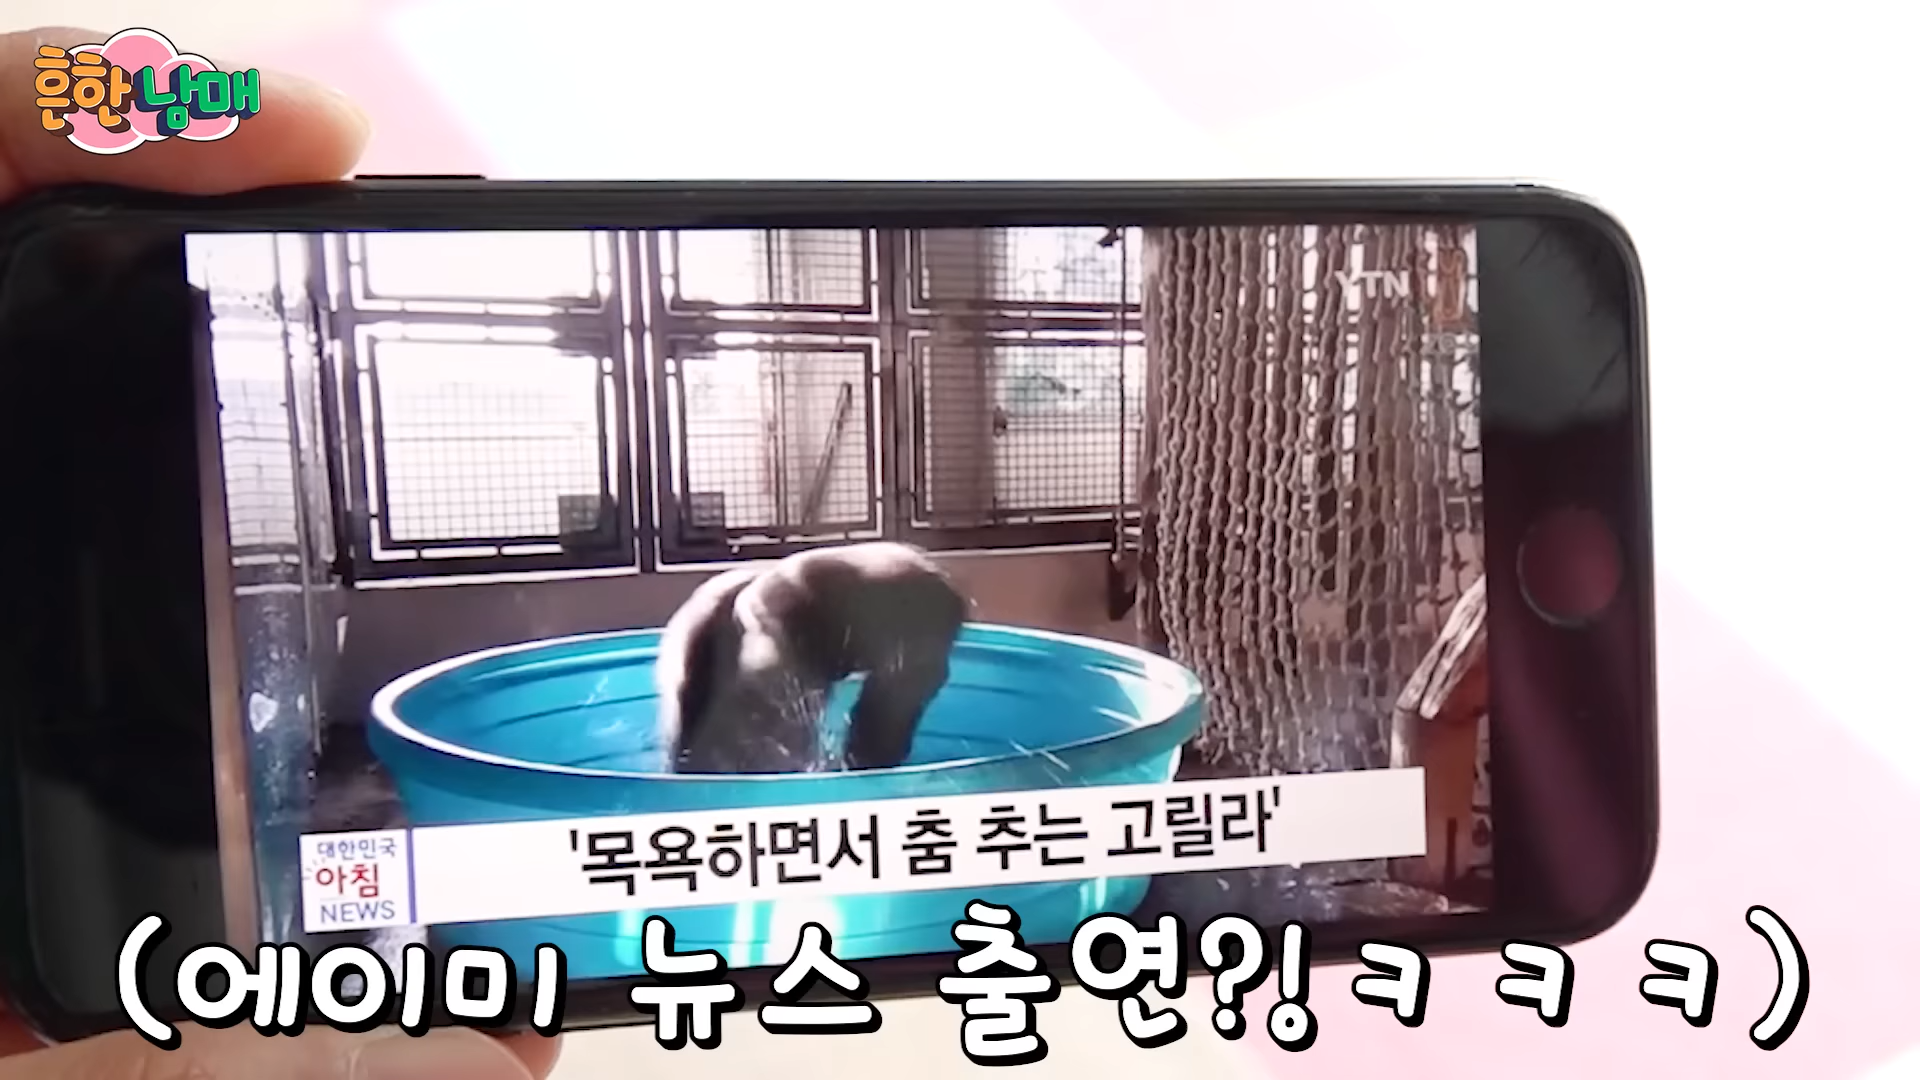 흔한남매
YTN
'목욕하면서 춤 추는 고릴라'
대한민국
아침
NEWS
(에이미 뉴스 출연?!ㅋㅋㅋ)